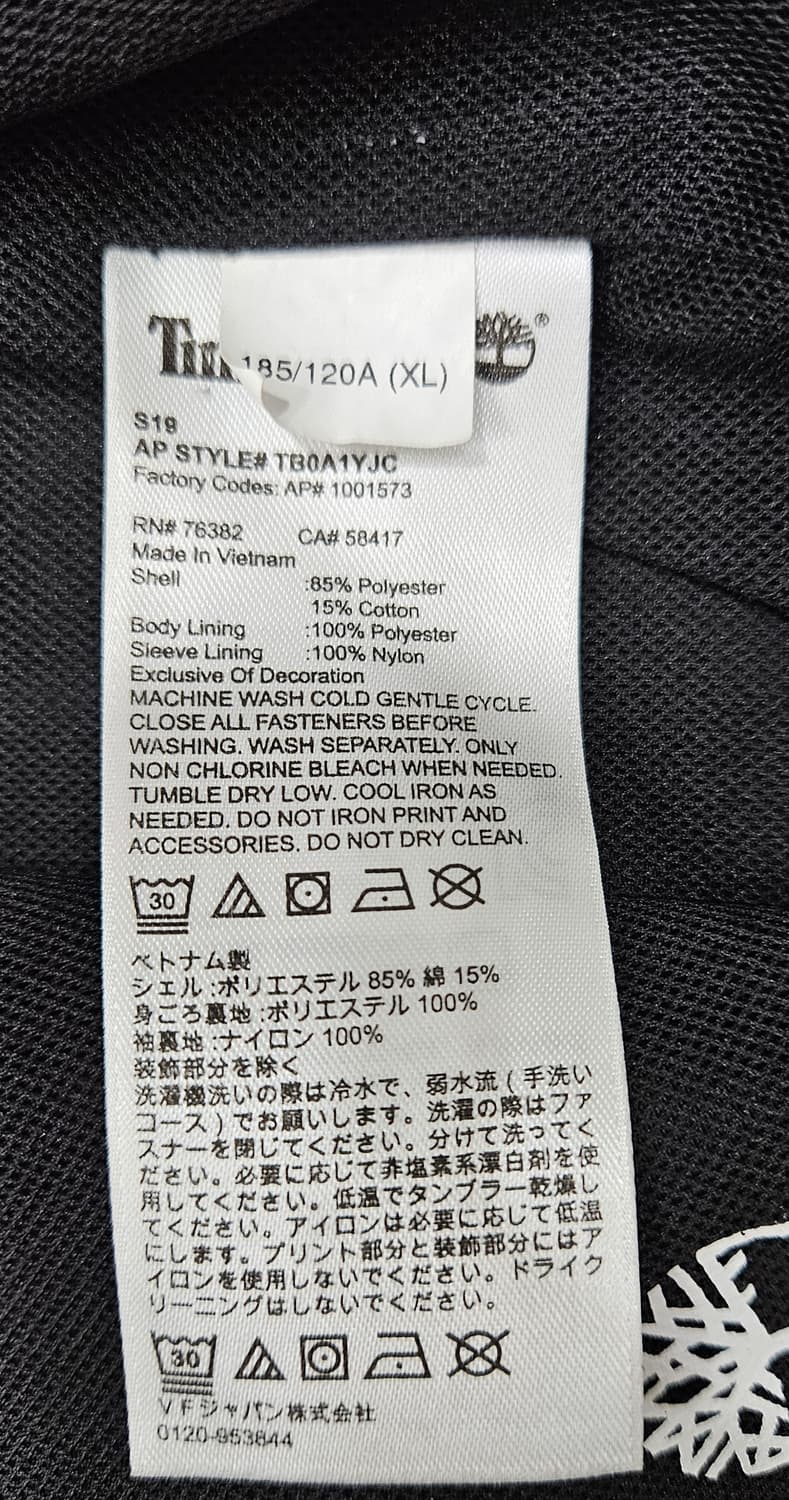 185/120A (XL)
S19
AP STYLE# TB0A1YJC
Factory Codes: AP# 1001573
RN# 76382 CA# 58417
Made In Vietnam
Shell :85% Polyester
15% Cotton
Body Lining :100% Polyester
Sleeve Lining :100% Nylon
Exclusive Of Decoration
MACHINE WASH COLD GENTLE CYCLE.
CLOSE ALL FASTENERS BEFORE
WASHING. WASH SEPARATELY. ONLY
NON CHLORINE BLEACH WHEN NEEDED.
TUMBLE DRY LOW. COOL IRON AS
NEEDED. DO NOT IRON PRINT AND
ACCESSORIES. DO NOT DRY CLEAN.
30
ベトナム製
シェル :ポリエステル 85% 綿 15%
身ごろ裏地 :ポリエステル 100%
袖裏地 :ナイロン 100%
装飾部分を除く
洗濯機洗いの際は冷水で、弱水流 ( 手洗い
コース ) でお願いします。洗濯の際はファ
スナーを閉じてください。分けて洗ってく
ださい。必要に応じて非塩素系漂白剤を使
用してください。低温でタンブラー乾燥し
てください。アイロンは必要に応じて低温
にします。プリント部分と装飾部分にはア
イロンを使用しないでください。ドライク
リーニングはしないでください。
30
VFジャパン株式会社
0120-953844